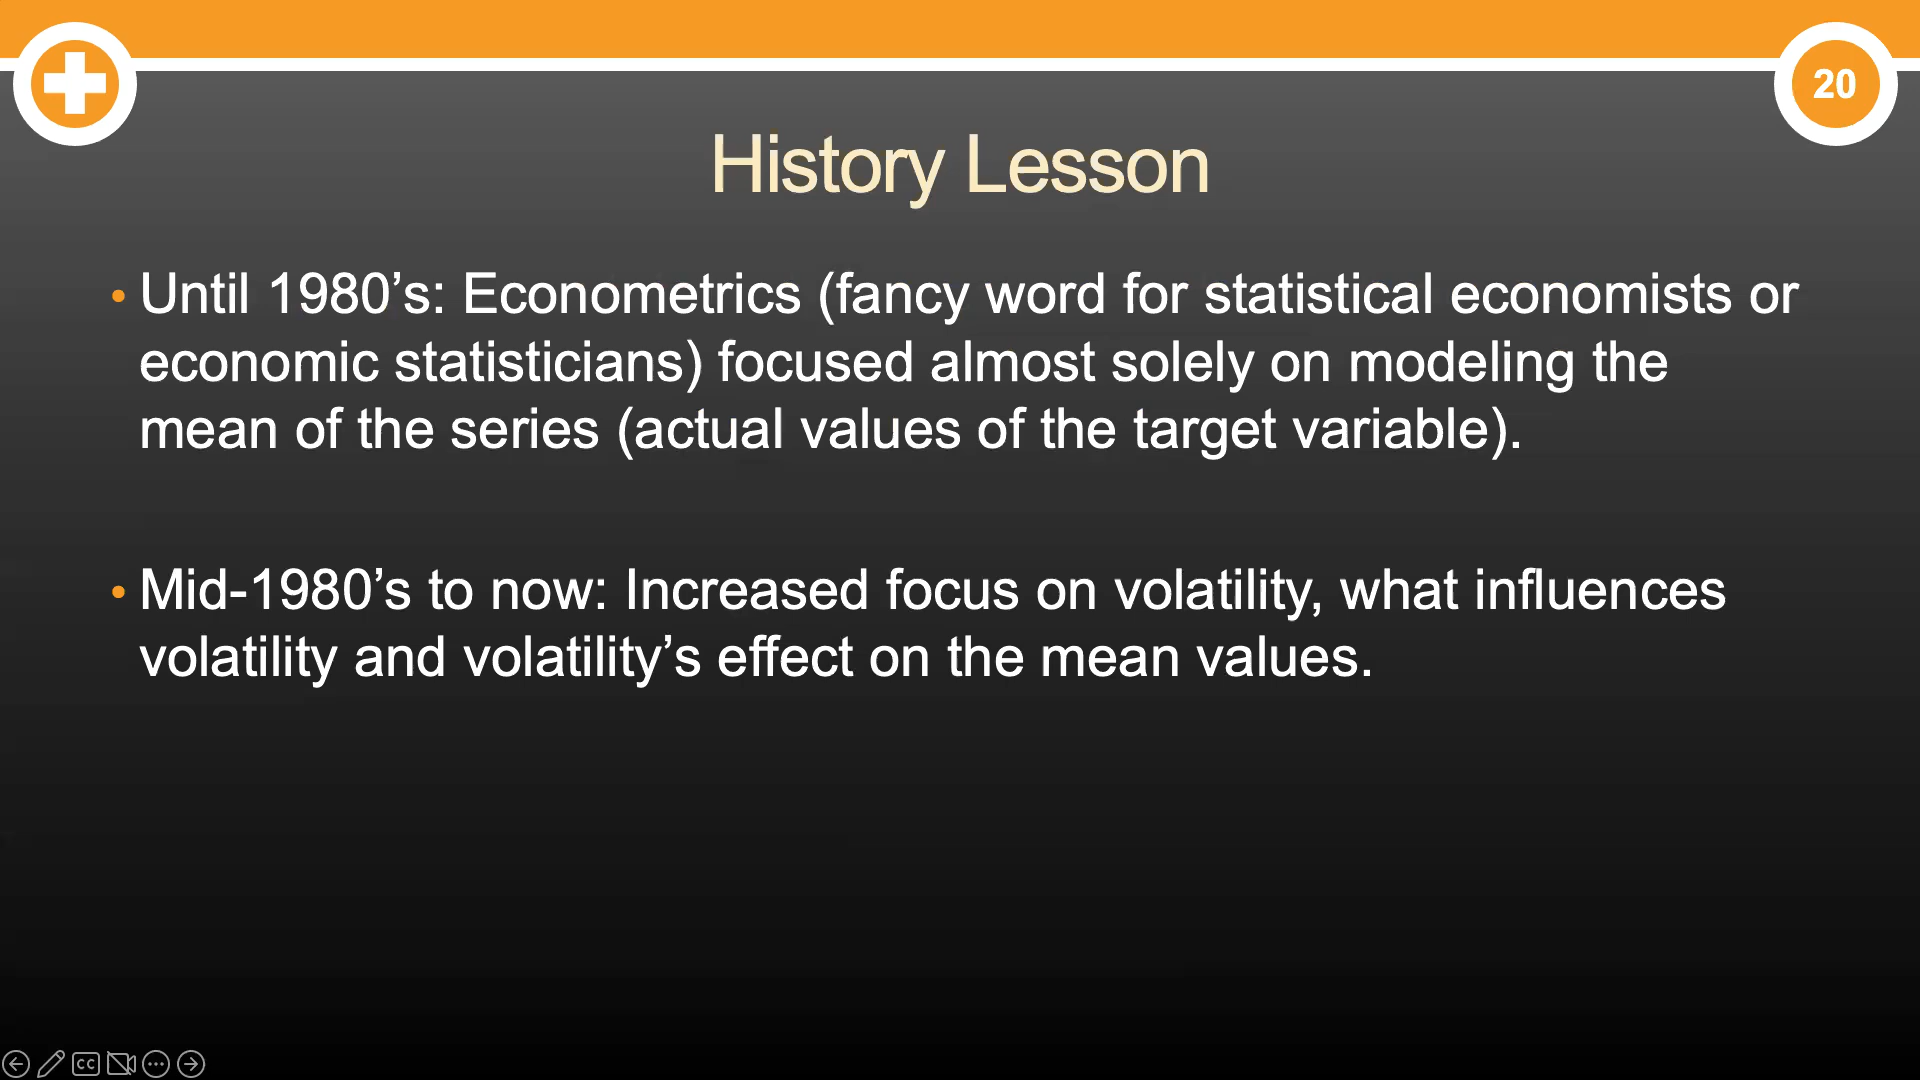 20
History Lesson
• Until 1980’s: Econometrics (fancy word for statistical economists or
economic statisticians) focused almost solely on modeling the
mean of the series (actual values of the target variable).
• Mid-1980’s to now: Increased focus on volatility, what influences
volatility and volatility’s effect on the mean values.
CC